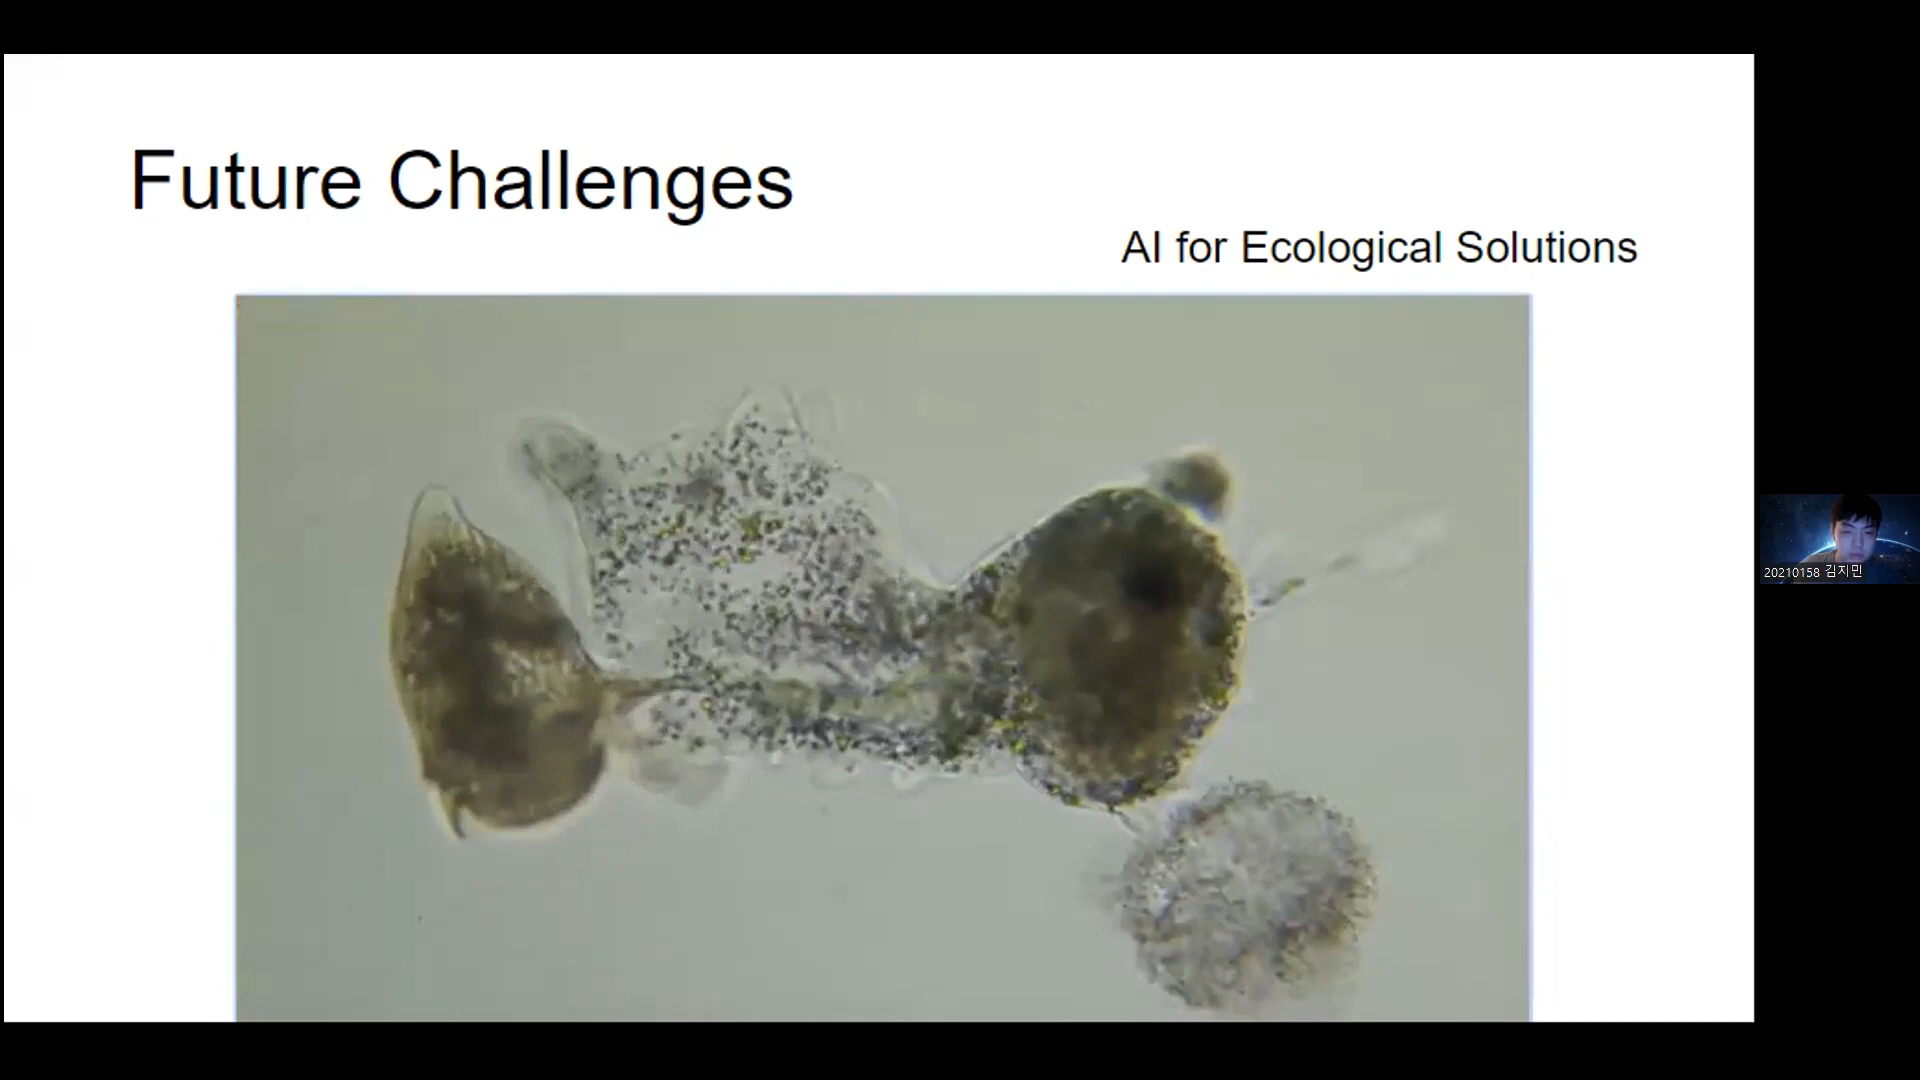 Future Challenges
AI for Ecological Solutions
20210158 김지민